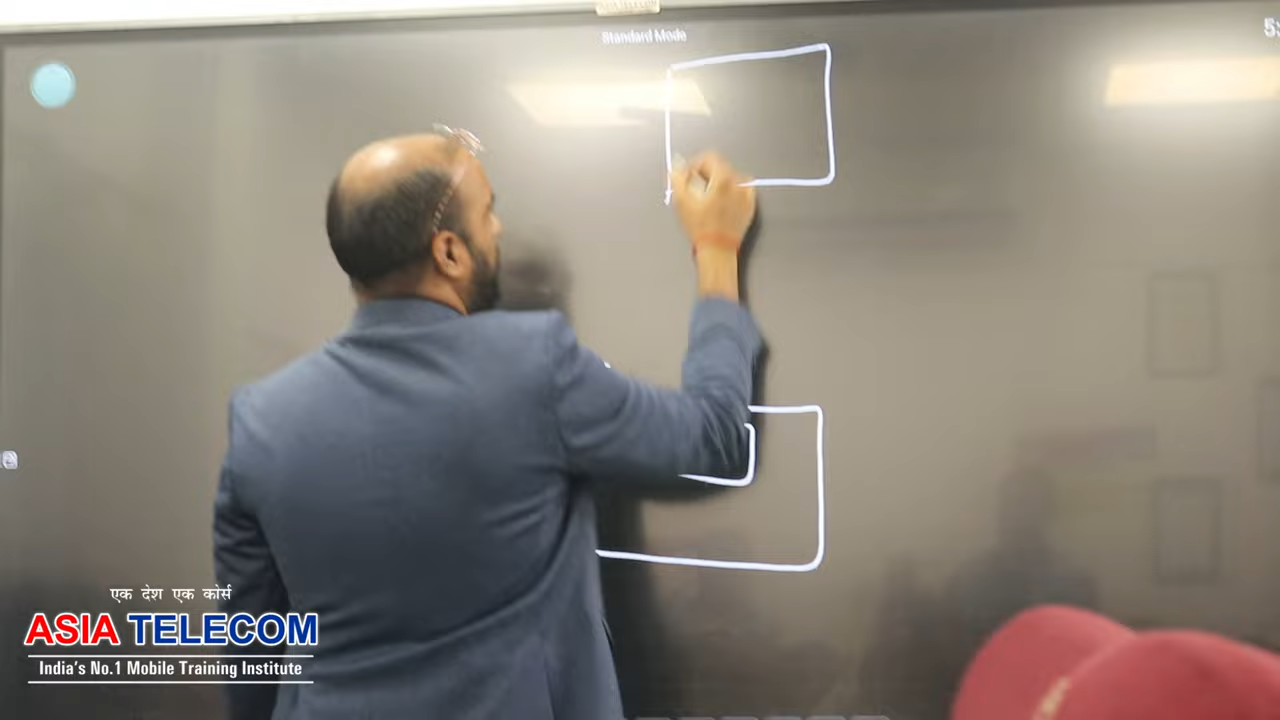 Standard Mode
एक देश एक कोर्स
ASIA TELECOM
India's No.1 Mobile Training Institute